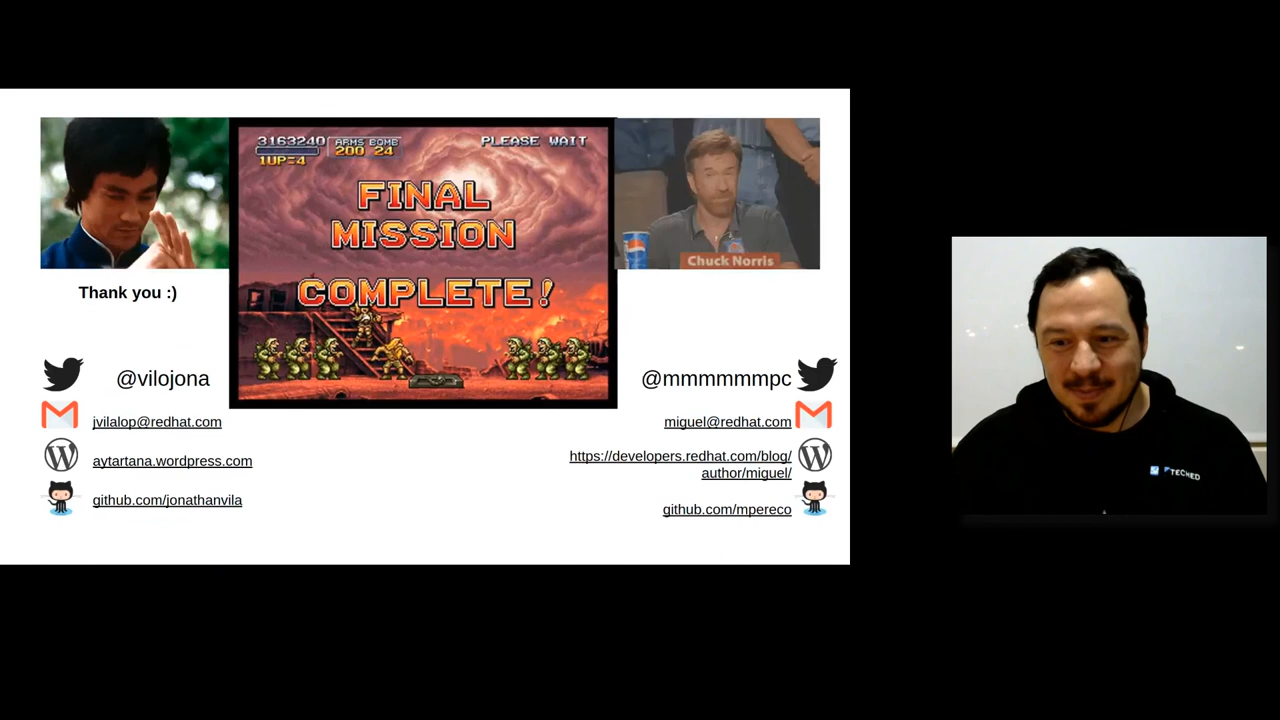 3163240 ARMS BOMB PLEASE WAIT
200 24
1UP=4
FINAL
MISSION
COMPLETE!
Chuck Norris
Thank you :)
@vilojona
jvilalop@redhat.com
aytartana.wordpress.com
github.com/jonathanvila
@mmmmmmpc
miguel@redhat.com
https://developers.redhat.com/blog/
author/miguel/
github.com/mpereco
TECHED